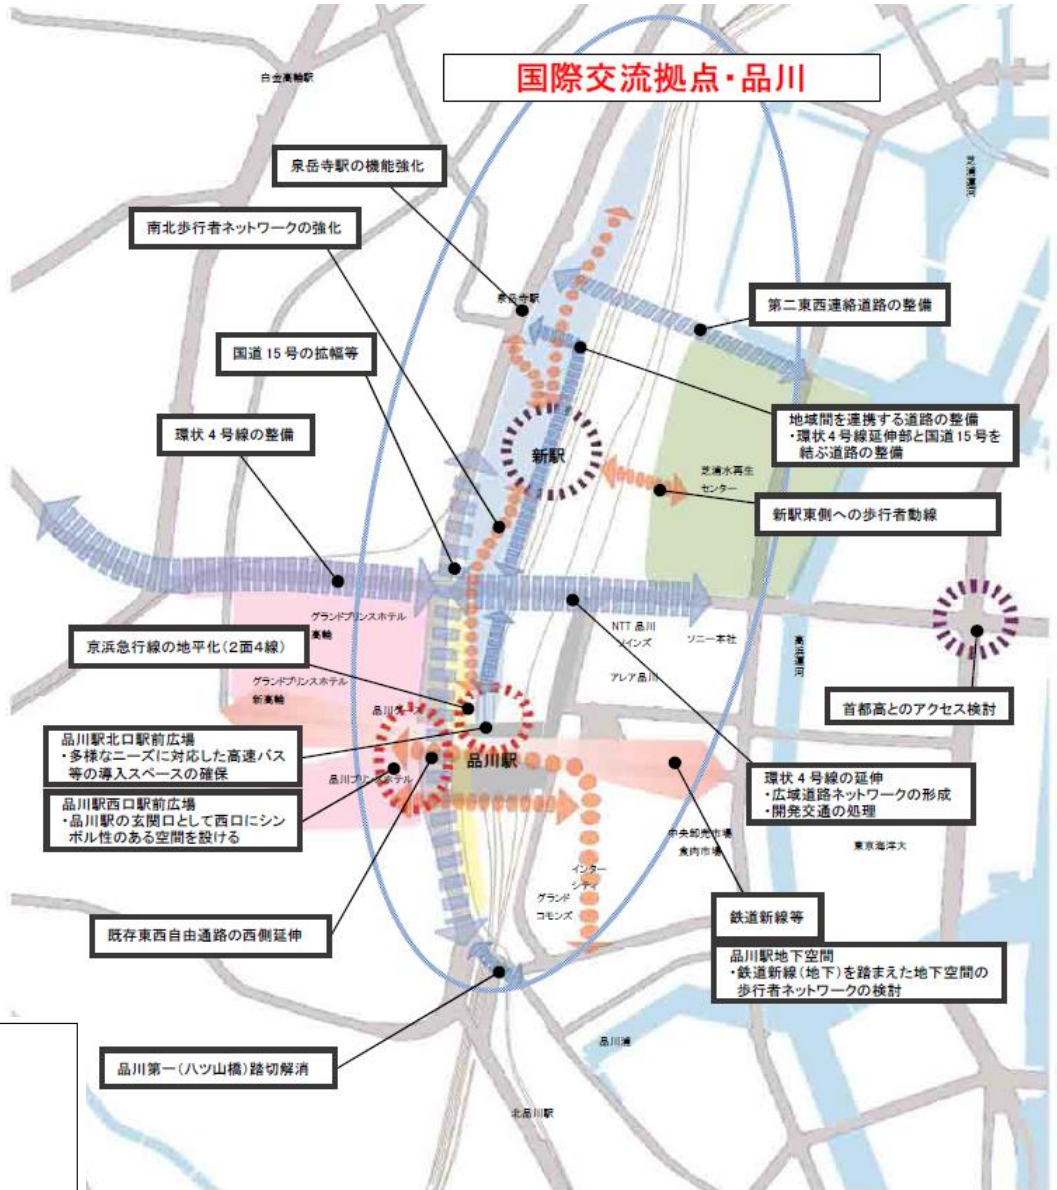 国際交流拠点・品川
白金高輪駅
芝浦運河
泉岳寺駅の機能強化
南北歩行者ネットワークの強化
泉岳寺駅
第二東西連絡道路の整備
国道15号の拡幅等
地域間を連携する道路の整備
・環状4号線延伸部と国道15号を
結ぶ道路の整備
環状4号線の整備
新駅
芝浦水再生
センター
新駅東側への歩行者動線
グランドプリンスホテル
高輪
NTT 品川
ツインズ
ソニー本社
高浜運河
京浜急行線の地平化(2面4線)
アレア品川
グランドプリンスホテル
新高輪
品川グース
首都高とのアクセス検討
品川駅北口駅前広場
・多様なニーズに対応した高速バス
等の導入スペースの確保
品川駅
環状4号線の延伸
・広域道路ネットワークの形成
・開発交通の処理
品川プリンスホテル
品川駅西口駅前広場
・品川駅の玄関口として西口にシン
ボル性のある空間を設ける
中央卸売市場
食肉市場
東京海洋大
インター
シティ
グランド
コモンズ
鉄道新線等
既存東西自由通路の西側延伸
品川駅地下空間
・鉄道新線(地下)を踏まえた地下空間の
歩行者ネットワークの検討
品川浦
品川第一(八ツ山橋)踏切解消
北品川駅